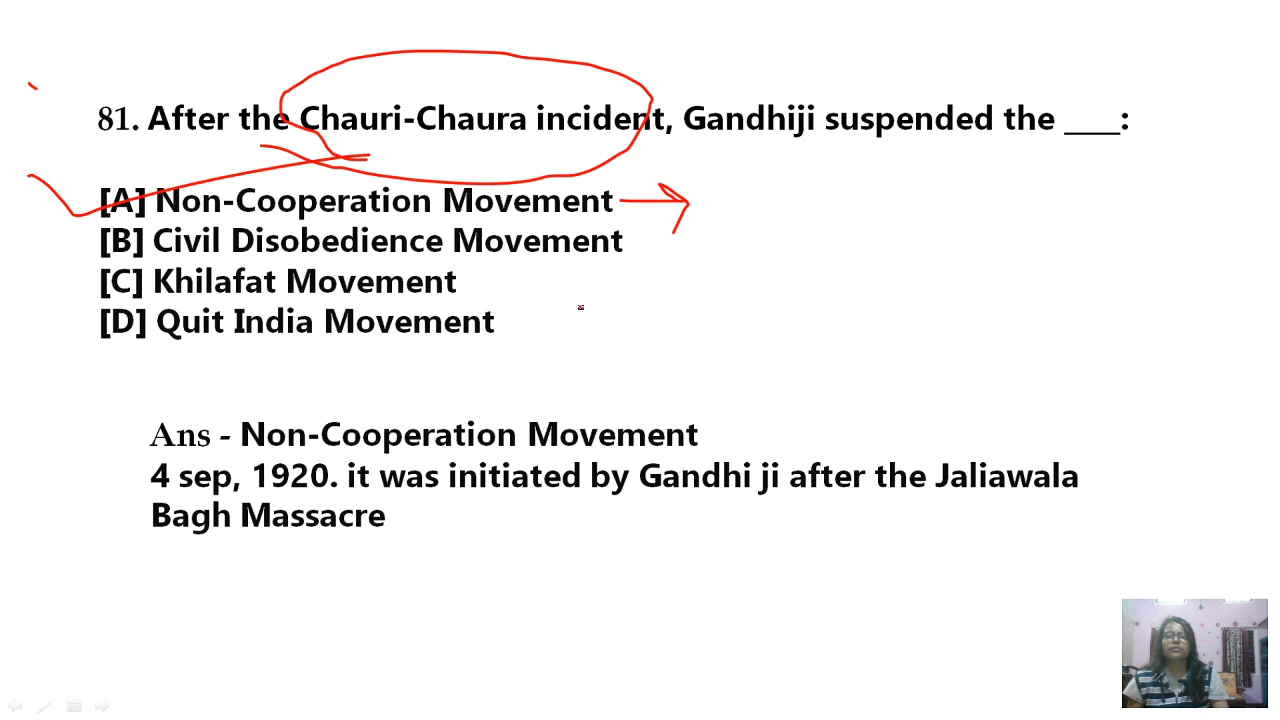 81. After the Chauri-Chaura incident, Gandhiji suspended the ___:
[A] Non-Cooperation Movement
[B] Civil Disobedience Movement
[C] Khilafat Movement
[D] Quit India Movement
Ans - Non-Cooperation Movement
4 sep, 1920. it was initiated by Gandhi ji after the Jaliawala
Bagh Massacre